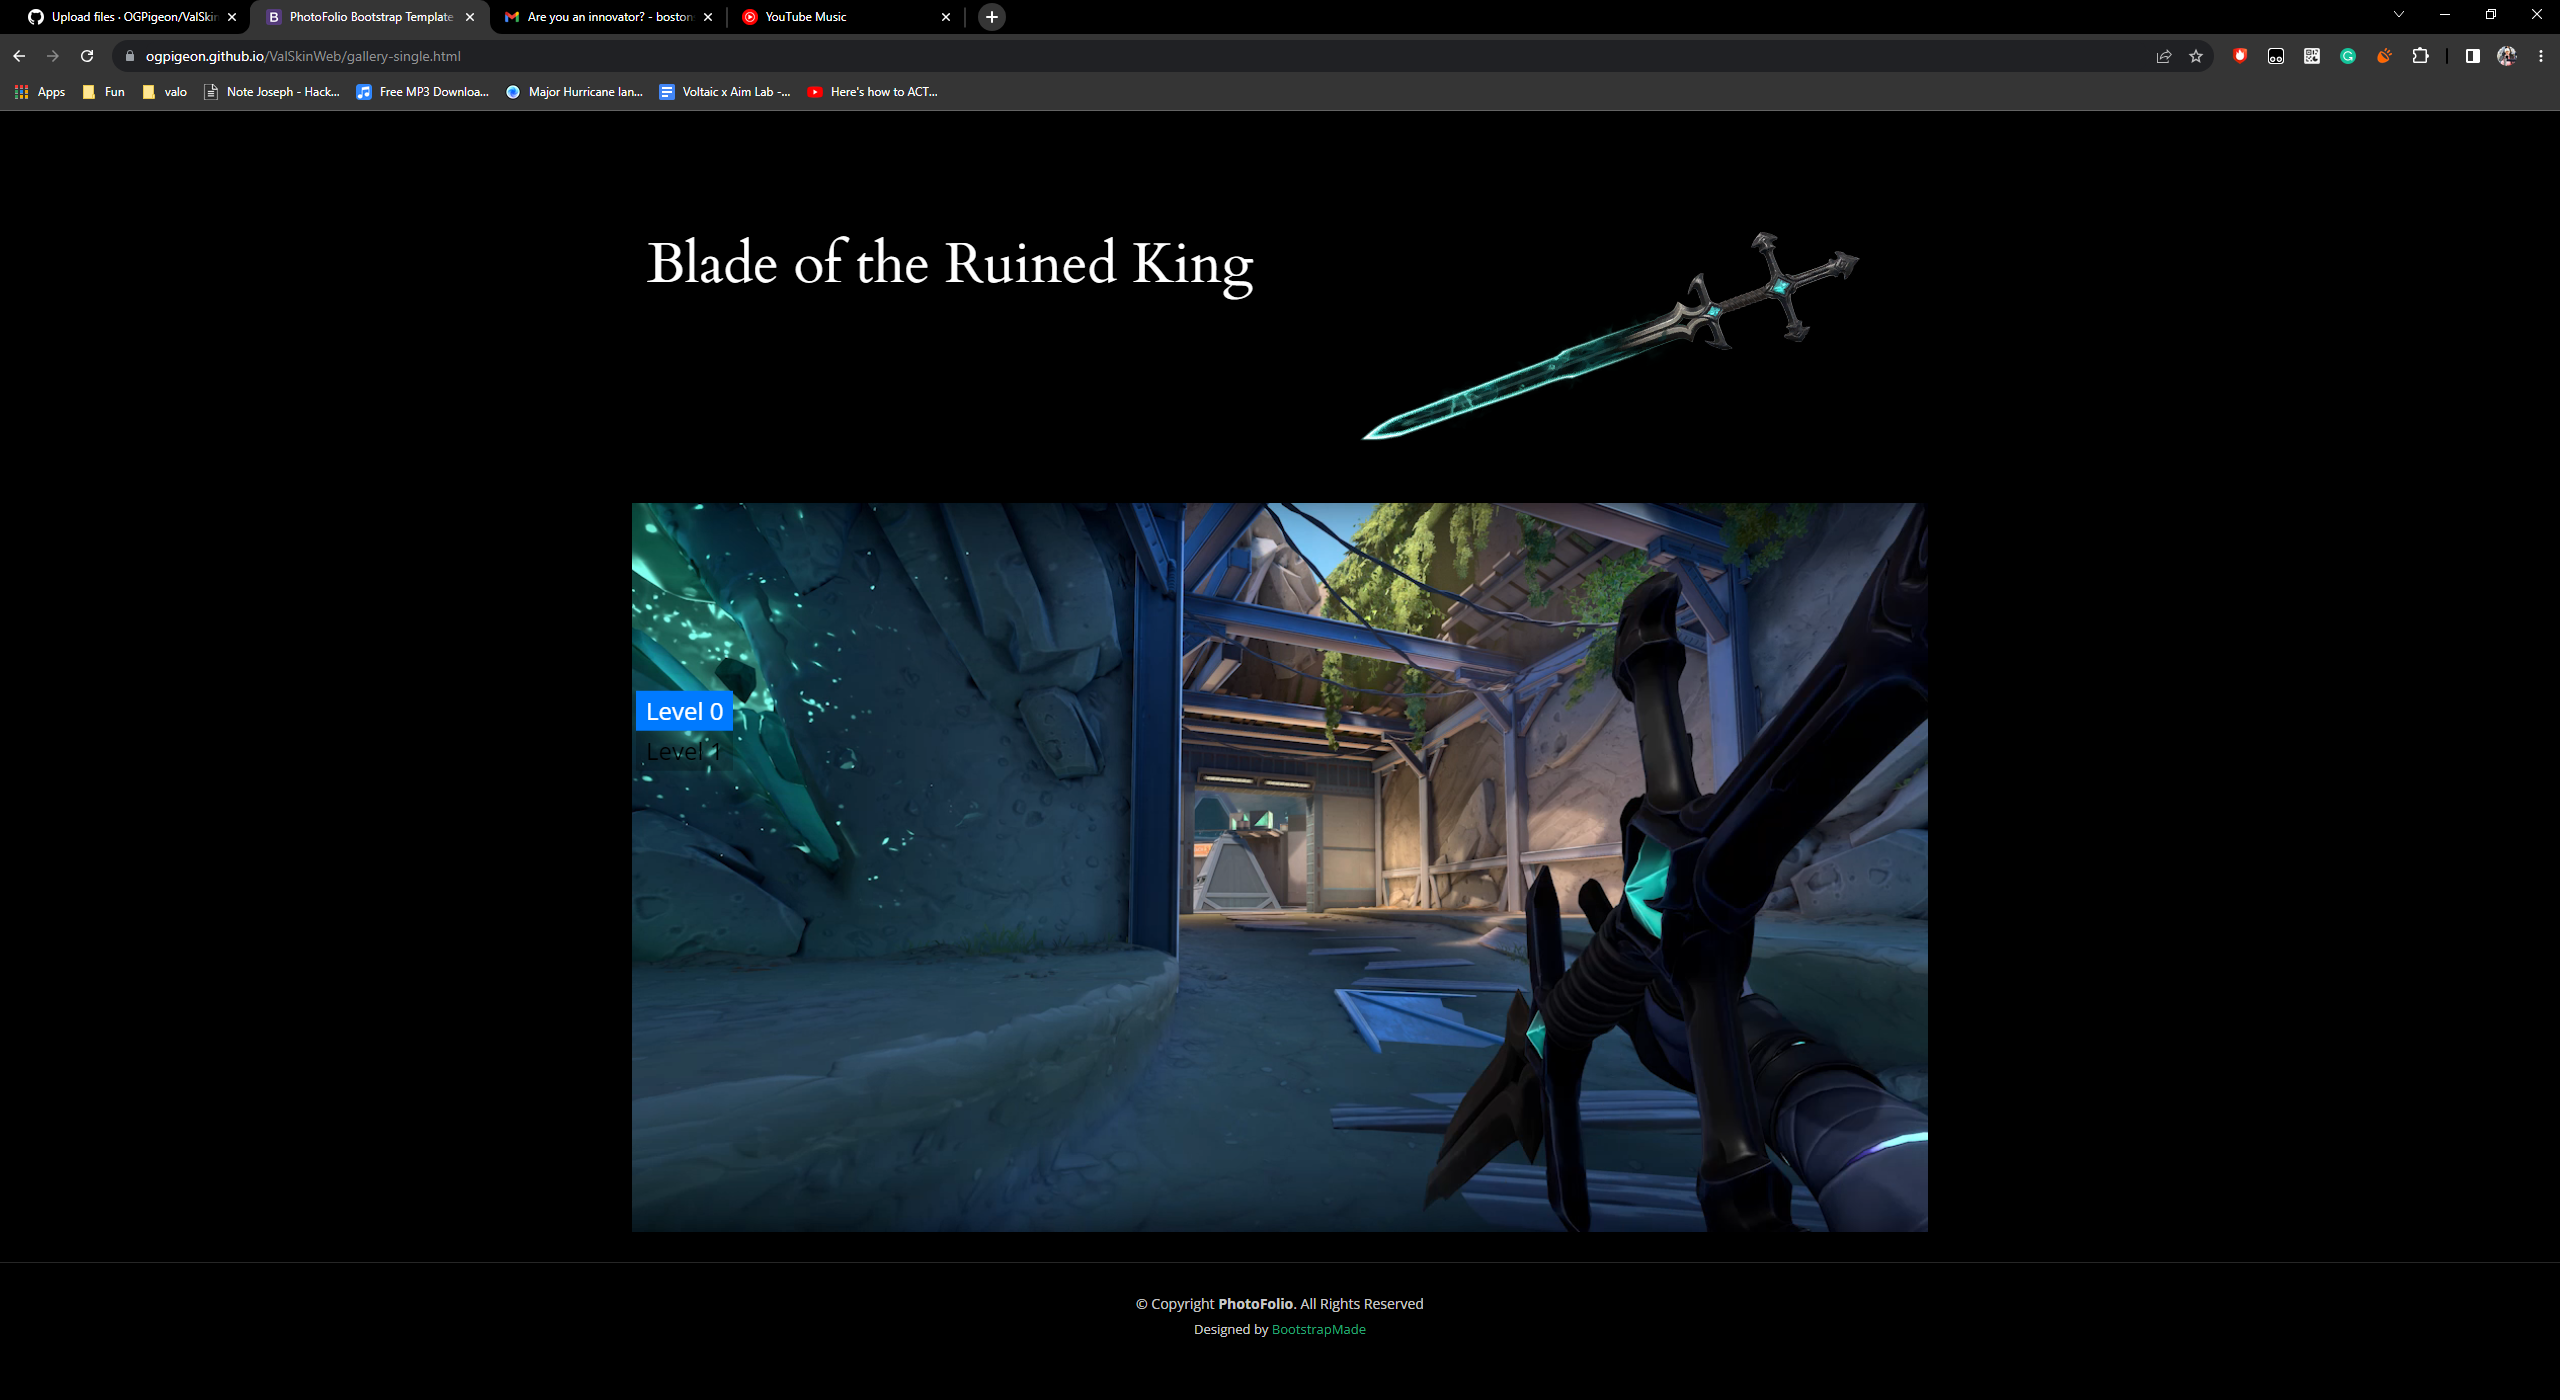 Upload files · OGPigeon/ValSkin
PhotoFolio Bootstrap Template
Are you an innovator? - boston
YouTube Music
ogpigeon.github.io/ValSkinWeb/gallery-single.html
Apps
Fun
valo
Note Joseph - Hack...
Free MP3 Downloa...
Major Hurricane Ian...
Voltaic x Aim Lab -...
Here's how to ACT...
Blade of the Ruined King
Level 0
Level 1
© Copyright PhotoFolio. All Rights Reserved
Designed by BootstrapMade